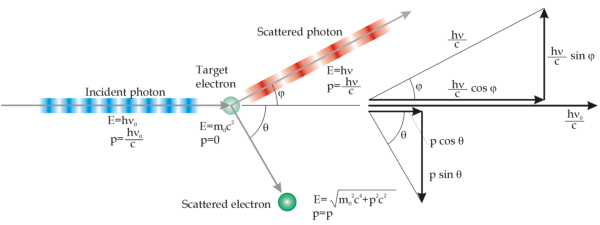 Scattered photon
E=hν
p=hν/c
φ
Target
electron
Incident photon
E=hν₀
p=hν₀/c
E=m₀c²
p=0
θ
Scattered electron
E=√m₀²c⁴+p²c²
p=p
hν/c
hν/c sin φ
φ
hν/c cos φ
hν₀/c
θ
p cos θ
p sin θ